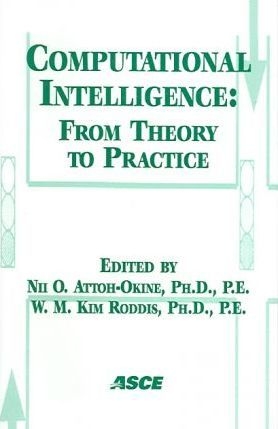 COMPUTATIONAL
INTELLIGENCE:
FROM THEORY
TO PRACTICE
EDITED BY
NII O. ATTOH-OKINE, PH.D., P.E.
W. M. KIM RODDIS, PH.D., P.E.
ASCE